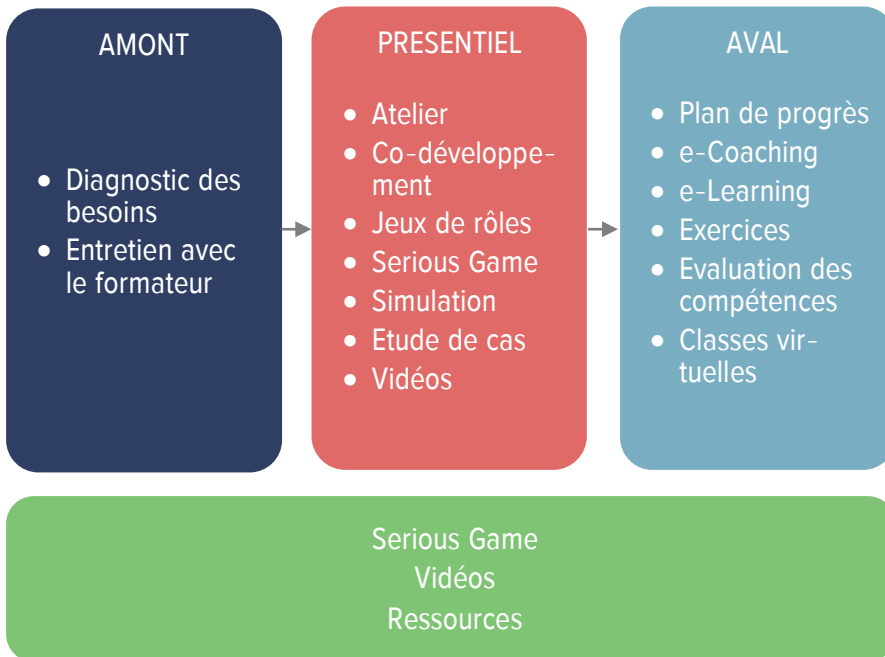 AMONT
• Diagnostic des
besoins
• Entretien avec
le formateur
PRESENTIEL
• Atelier
• Co-développe-
ment
• Jeux de rôles
• Serious Game
• Simulation
• Etude de cas
• Vidéos
AVAL
• Plan de progrès
• e-Coaching
• e-Learning
• Exercices
• Evaluation des
compétences
• Classes vir-
tuelles
Serious Game
Vidéos
Ressources